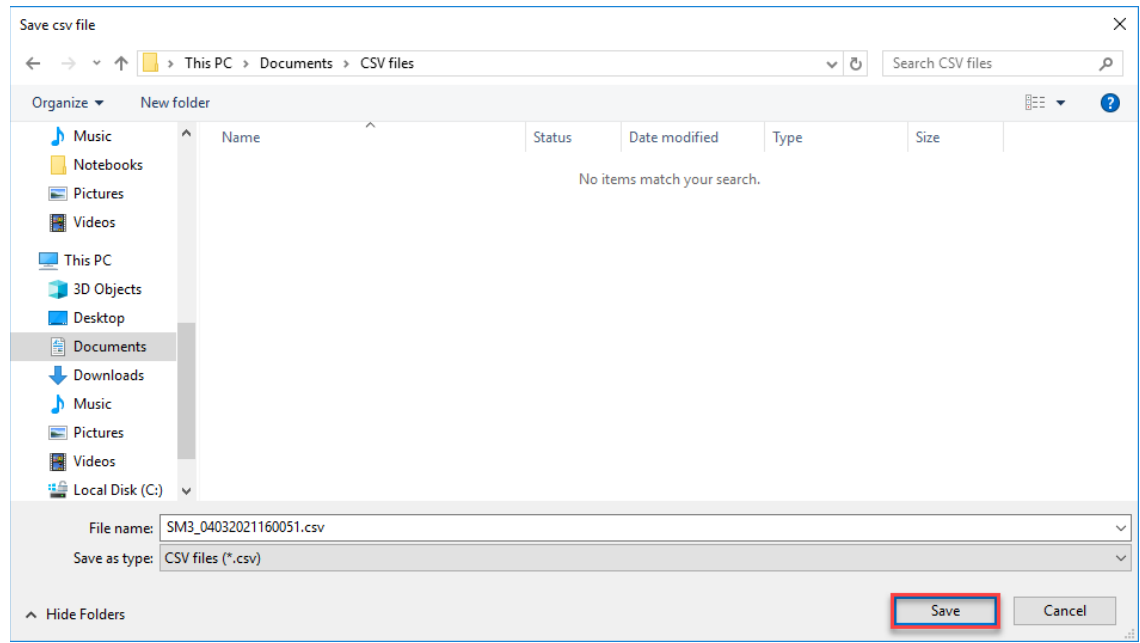 Save csv file
This PC > Documents > CSV files
Search CSV files
Organize
New folder
?
Name
Status
Date modified
Type
Size
No items match your search.
Music
Notebooks
Pictures
Videos
This PC
3D Objects
Desktop
Documents
Downloads
Music
Pictures
Videos
Local Disk (C:)
File name: SM3_04032021160051.csv
Save as type: CSV files (*.csv)
Hide Folders
Save
Cancel